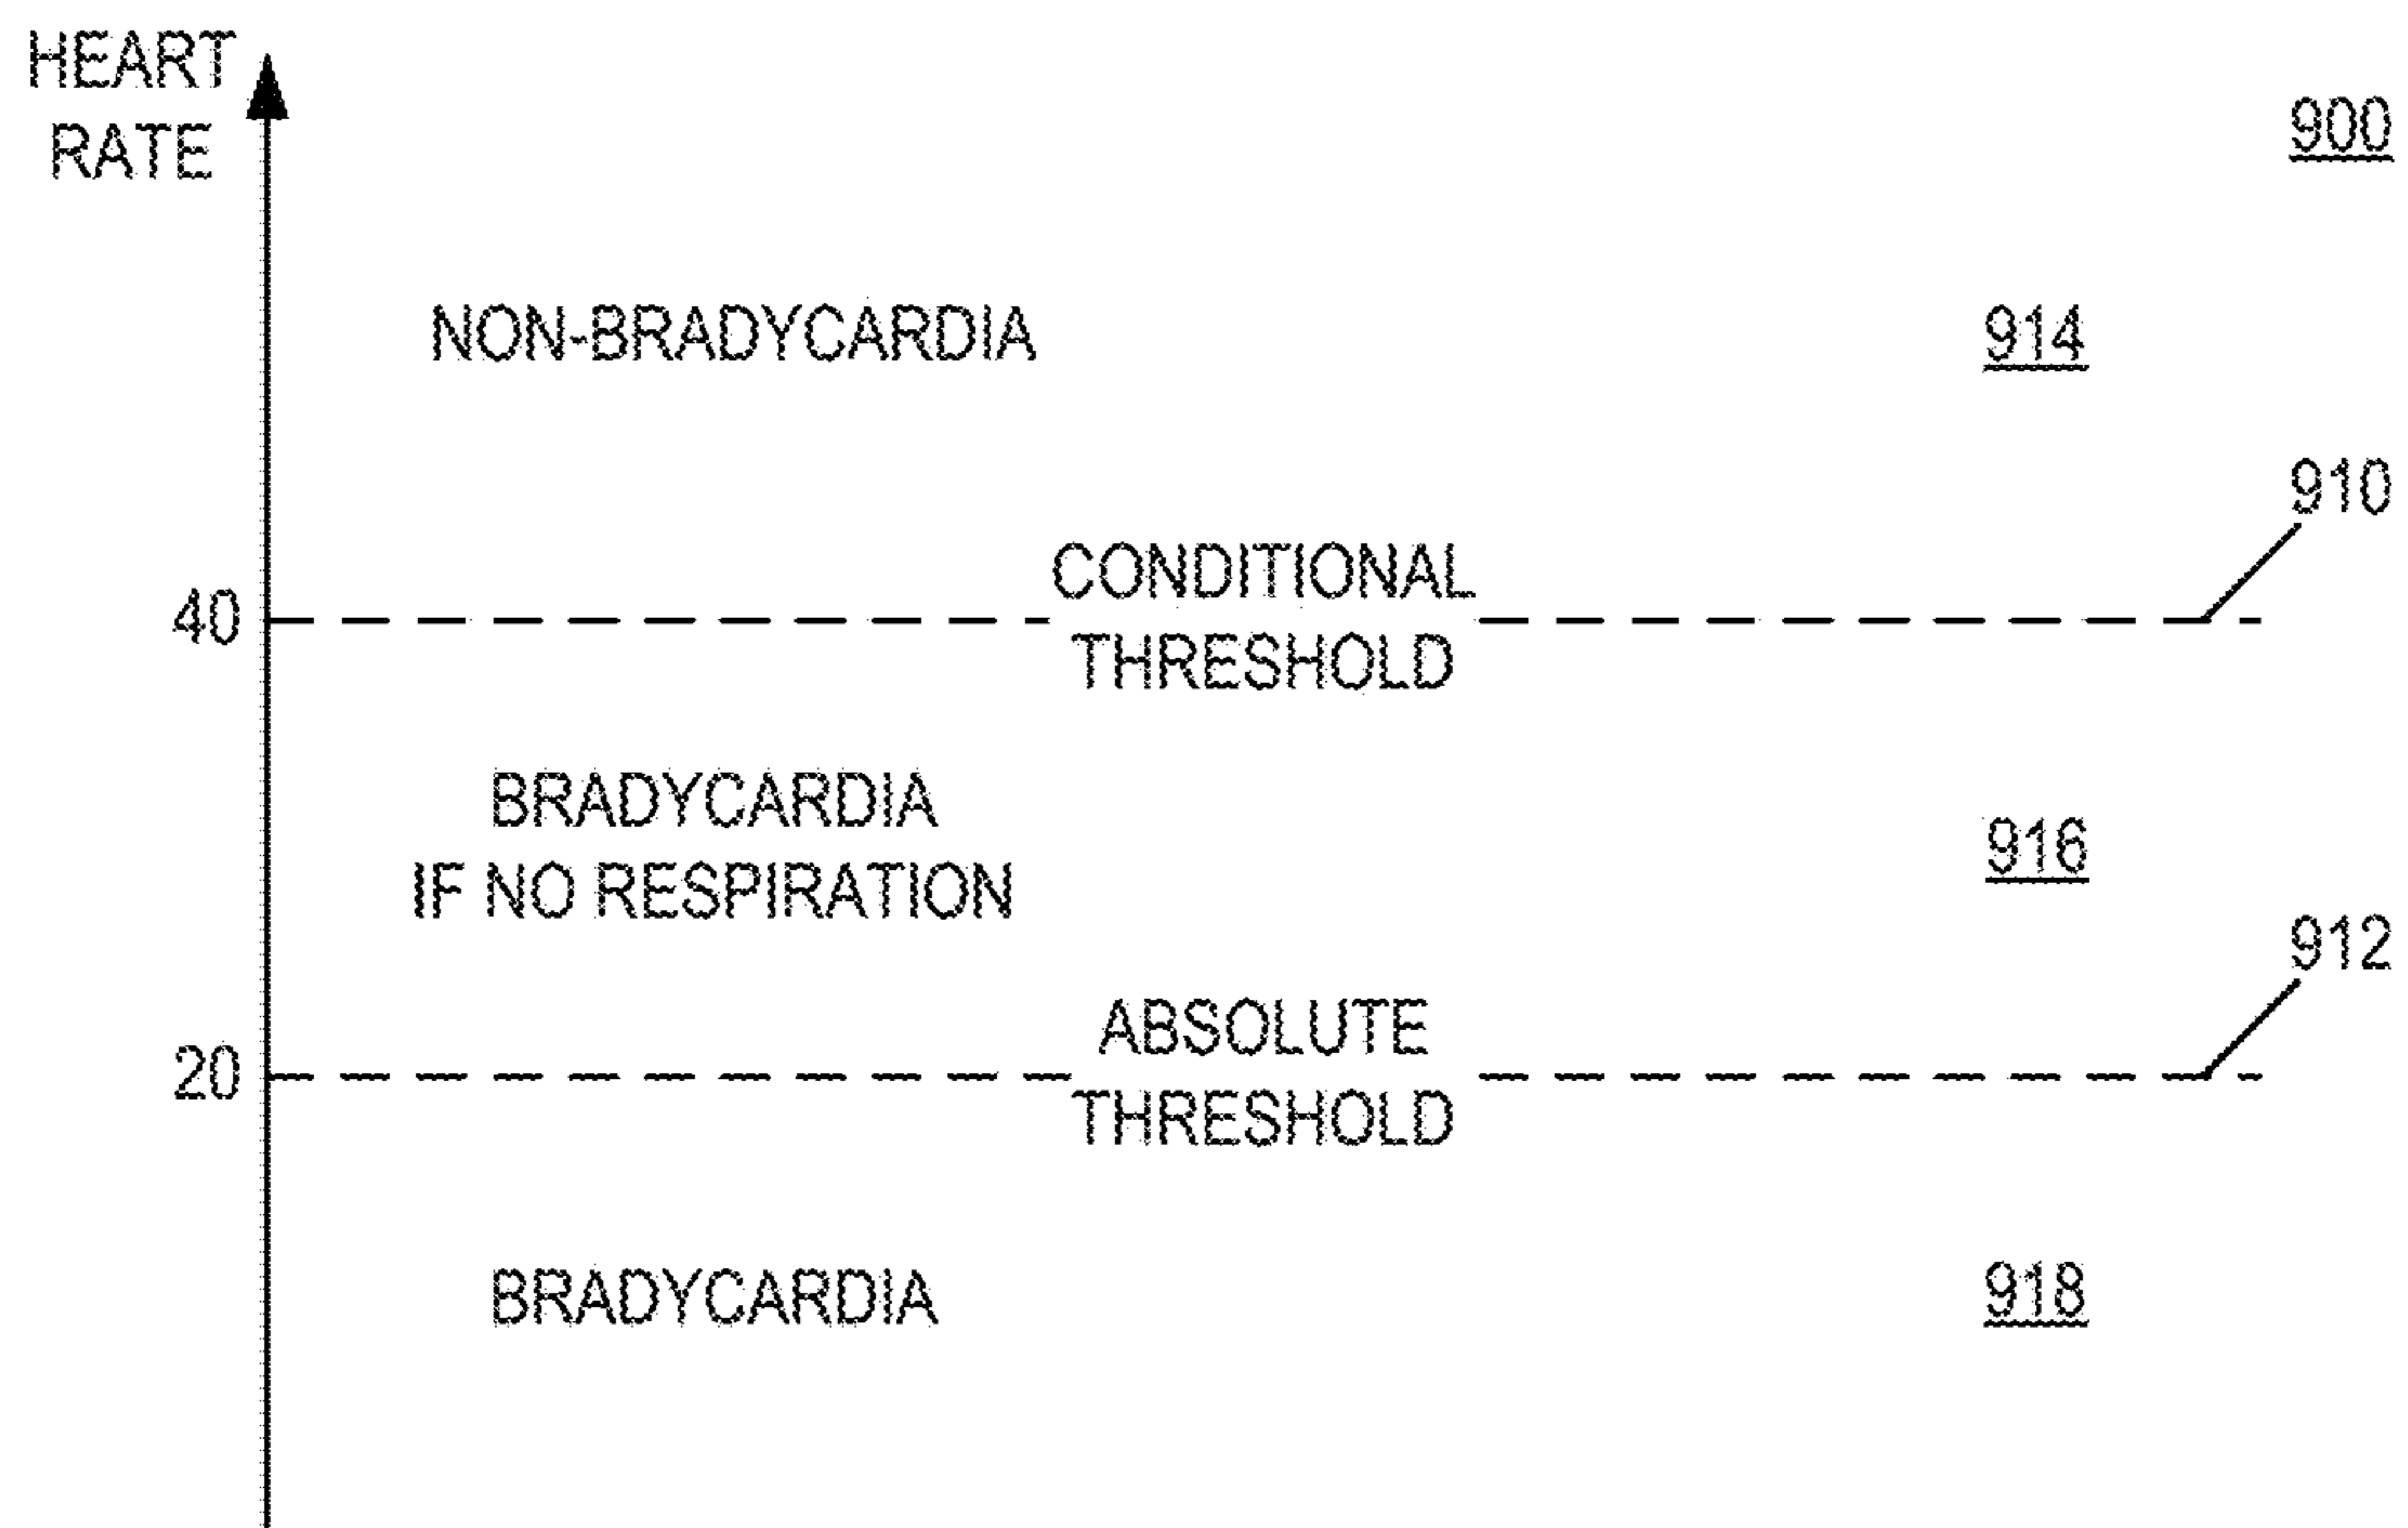 HEART
RATE
900
NON-BRADYCARDIA
914
910
CONDITIONAL
40
THRESHOLD
BRADYCARDIA
916
IF NO RESPIRATION
912
ABSOLUTE
20
THRESHOLD
BRADYCARDIA
918